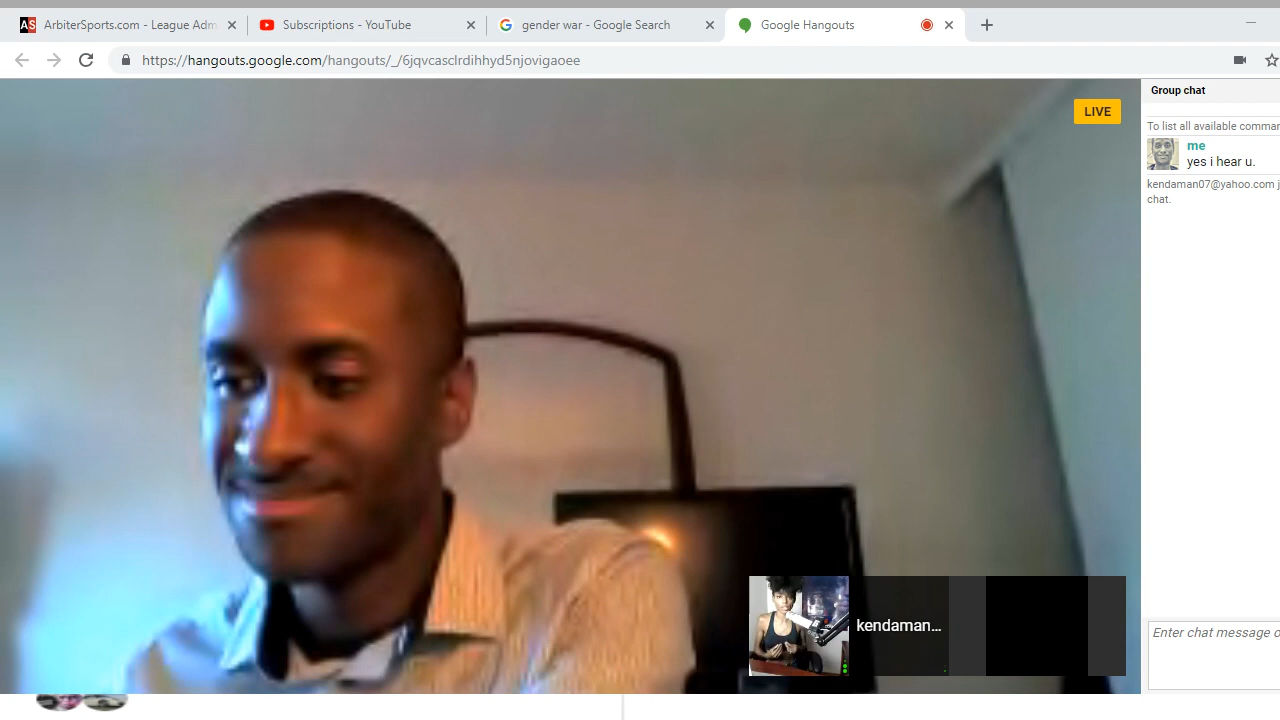 AS ArbiterSports.com - League Adm
Subscriptions - YouTube
gender war - Google Search
Google Hangouts
https://hangouts.google.com/hangouts/_/6jqvcasclrdihhyd5njovigaoee
LIVE
Group chat
To list all available comman
me
yes i hear u.
kendaman07@yahoo.com j
chat.
kendaman...
Enter chat message o